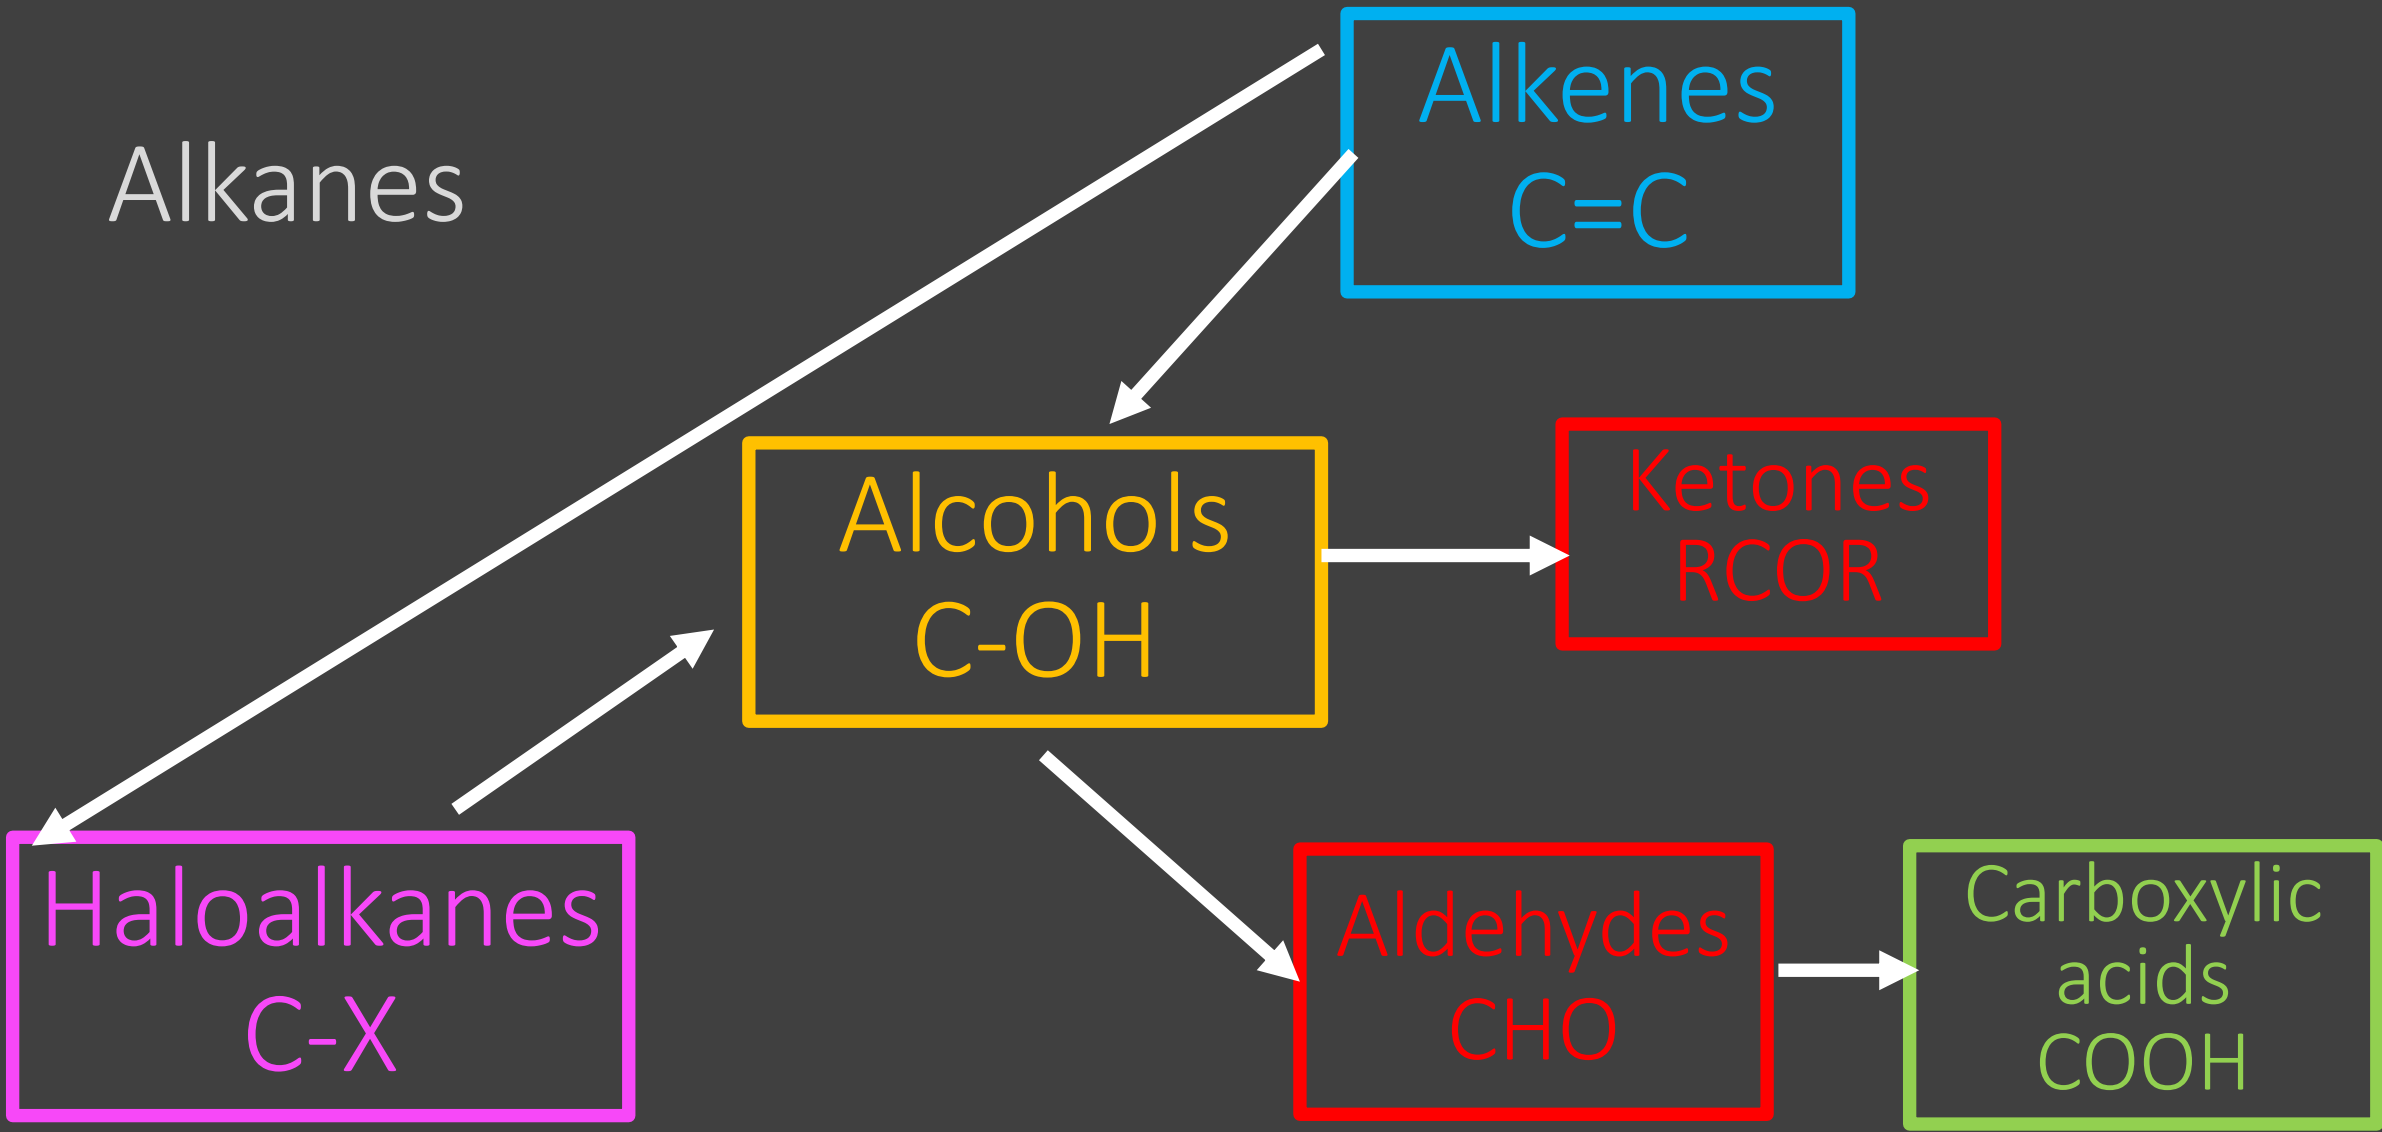 Alkenes
C=C
Alkanes
Alcohols
C-OH
Ketones
RCOR
Haloalkanes
C-X
Aldehydes
CHO
Carboxylic
acids
COOH